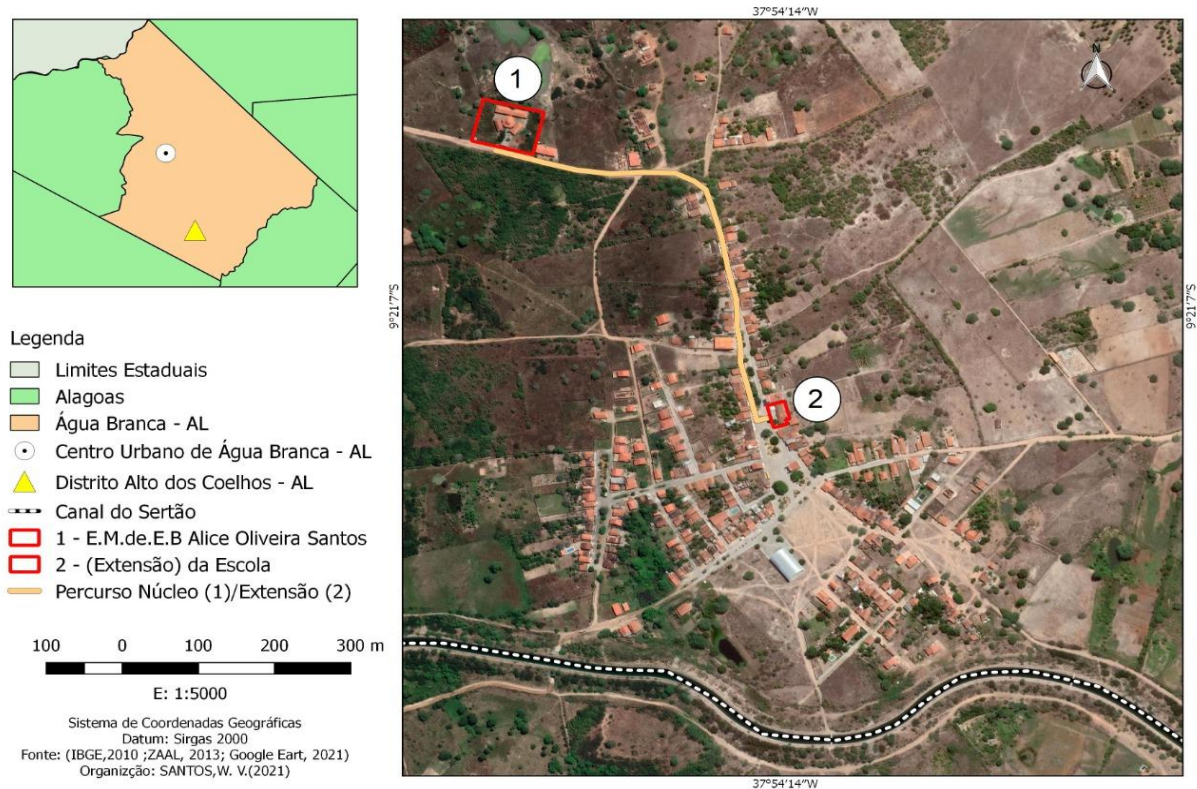 37°54'14"W
1
N
9°21'7"S
9°21'7"S
2
37°54'14"W
Legenda
Limites Estaduais
Alagoas
Água Branca - AL
Centro Urbano de Água Branca - AL
Distrito Alto dos Coelhos - AL
Canal do Sertão
1 - E.M.de.E.B Alice Oliveira Santos
2 - (Extensão) da Escola
Percurso Núcleo (1)/Extensão (2)
100 0 100 200 300 m
E: 1:5000
Sistema de Coordenadas Geográficas
Datum: Sirgas 2000
Fonte: (IBGE,2010 ;ZAAL, 2013; Google Eart, 2021)
Organizção: SANTOS,W. V.(2021)